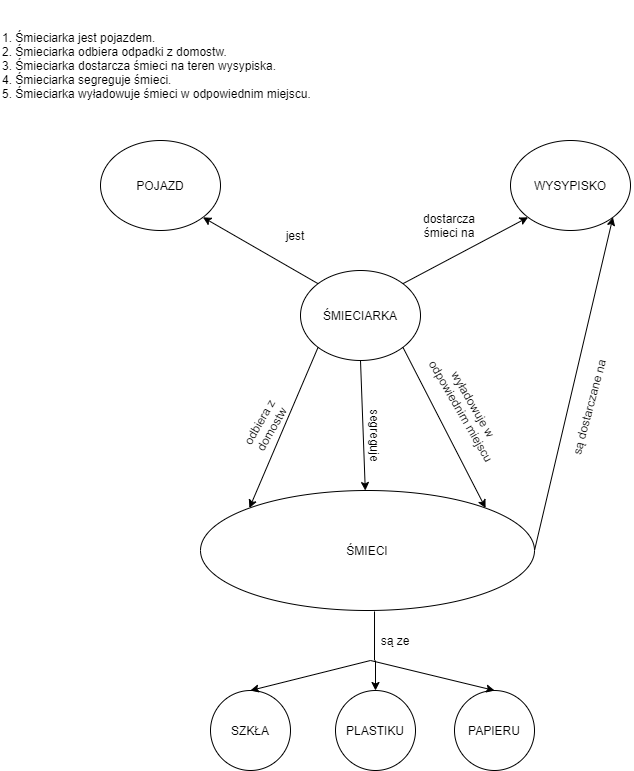 1. Śmieciarka jest pojazdem.
2. Śmieciarka odbiera odpadki z domostw.
3. Śmieciarka dostarcza śmieci na teren wysypiska.
4. Śmieciarka segreguje śmieci.
5. Śmieciarka wyładowuje śmieci w odpowiednim miejscu.
POJAZD
WYSYPISKO
jest
dostarcza
śmieci na
ŚMIECIARKA
odbiera z
domostw
segreguje
wyładowuje w
odpowiednim miejscu
są dostarczane na
ŚMIECI
są ze
SZKŁA
PLASTIKU
PAPIERU